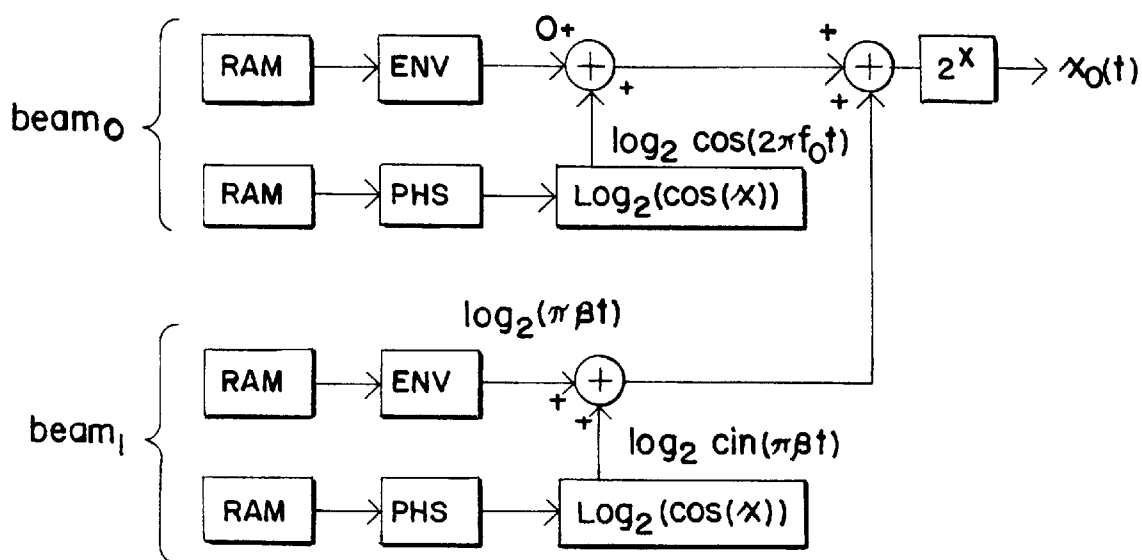 beam₀
RAM
ENV
0+
+
+
+
+
+
2ˣ
x₀(t)
log₂ cos(2πf₀t)
RAM
PHS
Log₂(cos(x))
beam₁
log₂(πβt)
RAM
ENV
+
+
+
log₂ cin(πβt)
RAM
PHS
Log₂(cos(x))